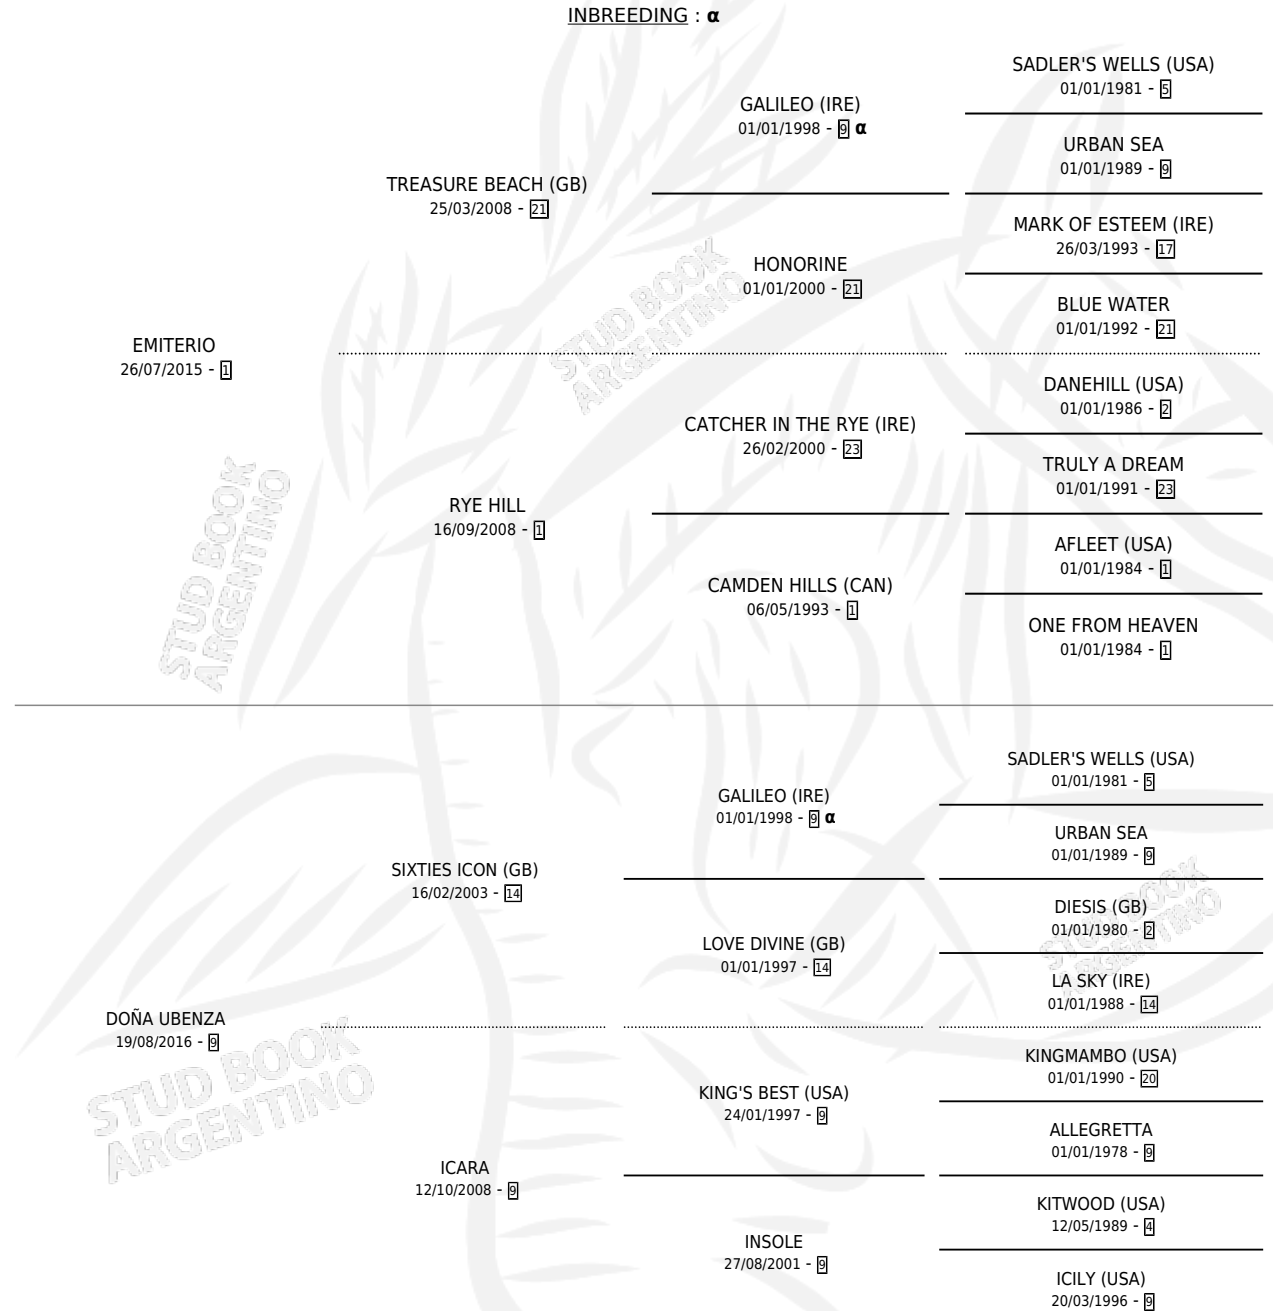 INBREEDING : α
SADLER'S WELLS (USA)
01/01/1981 - 5
GALILEO (IRE)
01/01/1998 - 9 α
URBAN SEA
01/01/1989 - 9
TREASURE BEACH (GB)
25/03/2008 - 21
MARK OF ESTEEM (IRE)
26/03/1993 - 17
HONORINE
01/01/2000 - 21
BLUE WATER
01/01/1992 - 21
EMITERIO
26/07/2015 - 1
DANEHILL (USA)
01/01/1986 - 2
CATCHER IN THE RYE (IRE)
26/02/2000 - 23
TRULY A DREAM
01/01/1991 - 23
RYE HILL
16/09/2008 - 1
AFLEET (USA)
01/01/1984 - 1
CAMDEN HILLS (CAN)
06/05/1993 - 1
ONE FROM HEAVEN
01/01/1984 - 1
SADLER'S WELLS (USA)
01/01/1981 - 5
GALILEO (IRE)
01/01/1998 - 9 α
URBAN SEA
01/01/1989 - 9
SIXTIES ICON (GB)
16/02/2003 - 14
DIESIS (GB)
01/01/1980 - 2
LOVE DIVINE (GB)
01/01/1997 - 14
LA SKY (IRE)
01/01/1988 - 14
DOÑA UBENZA
19/08/2016 - 9
KINGMAMBO (USA)
01/01/1990 - 20
KING'S BEST (USA)
24/01/1997 - 9
ALLEGRETTA
01/01/1978 - 9
ICARA
12/10/2008 - 9
KITWOOD (USA)
12/05/1989 - 4
INSOLE
27/08/2001 - 9
ICILY (USA)
20/03/1996 - 9
STUD BOOK
ARGENTINO
STUD BOOK
ARGENTINO
STUD BOOK
ARGENTINO
STUD BOOK
ARGENTINO